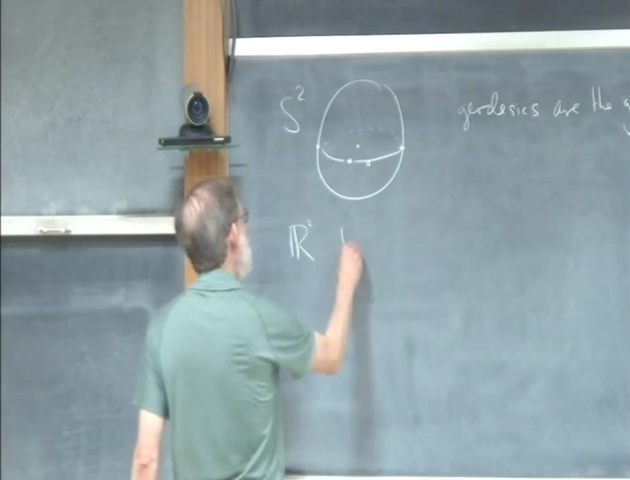 S² geodesics are the
ℝ²